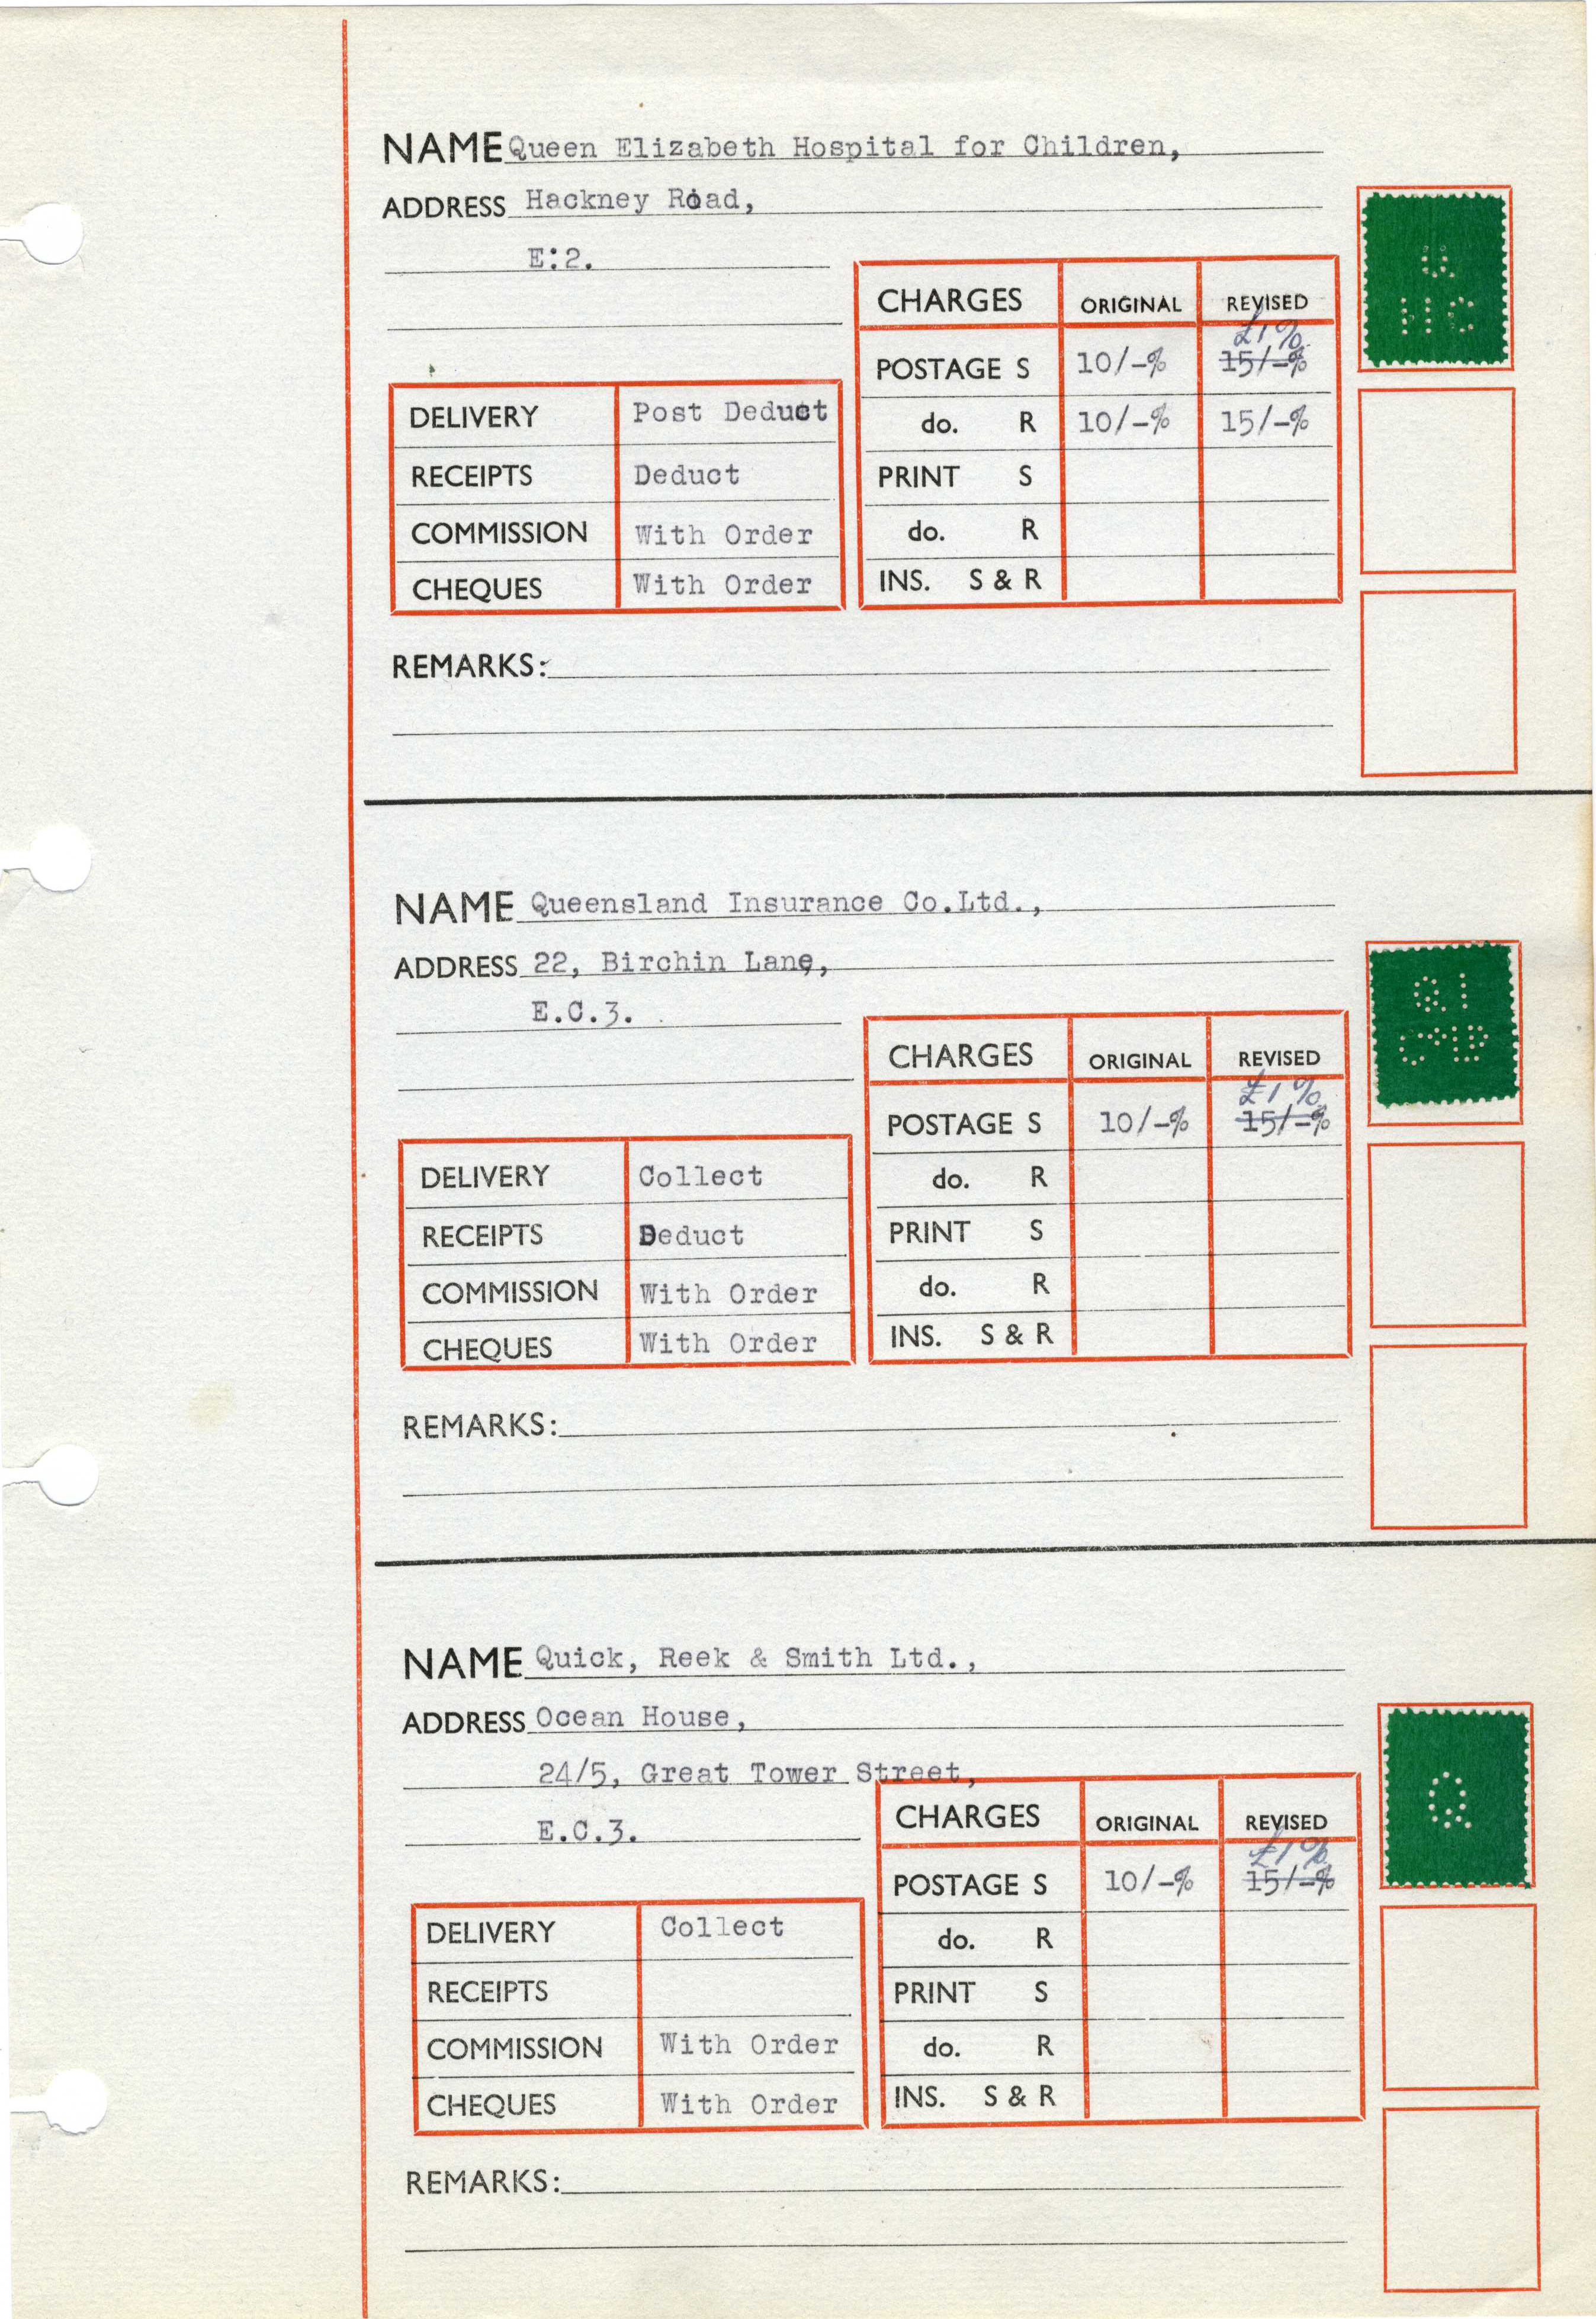 NAME Queen Elizabeth Hospital for Children,
ADDRESS Hackney Road,
E.2.
CHARGES ORIGINAL REVISED
£1%
POSTAGE S 10/-% 15/-%
do. R 10/-% 15/-%
PRINT S
do. R
INS. S & R
DELIVERY Post Deduct
RECEIPTS Deduct
COMMISSION With Order
CHEQUES With Order
REMARKS:
Q
HC
NAME Queensland Insurance Co.Ltd.,
ADDRESS 22, Birchin Lane,
E.C.3.
CHARGES ORIGINAL REVISED
£1%
POSTAGE S 10/-% 15/-%
do. R
PRINT S
do. R
INS. S & R
DELIVERY Collect
RECEIPTS Deduct
COMMISSION With Order
CHEQUES With Order
REMARKS:
QI
NAME Quick, Reek & Smith Ltd.,
ADDRESS Ocean House,
24/5, Great Tower Street,
E.C.3.
CHARGES ORIGINAL REVISED
£1%
POSTAGE S 10/-% 15/-%
do. R
PRINT S
do. R
INS. S & R
DELIVERY Collect
RECEIPTS
COMMISSION With Order
CHEQUES With Order
REMARKS:
Q